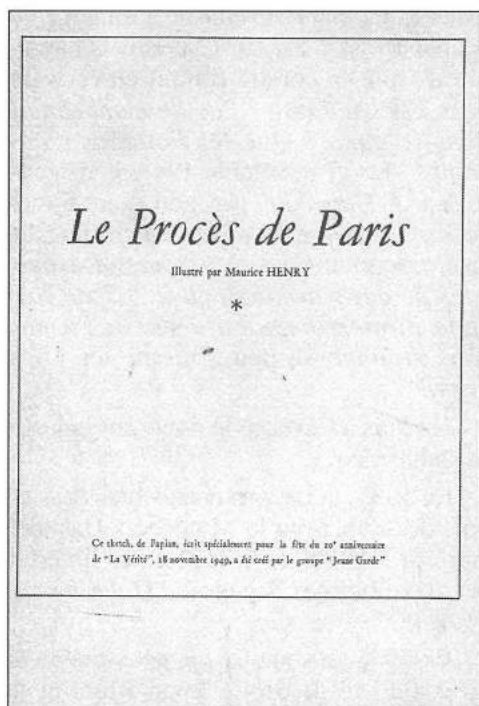 Le Procès de Paris
Illustré par Maurice HENRY
*
Ce sketch, de Papian, écrit spécialement pour la fête du 20e anniversaire
de "La Vérité", 18 novembre 1949, a été créé par le groupe "Jeune Garde"